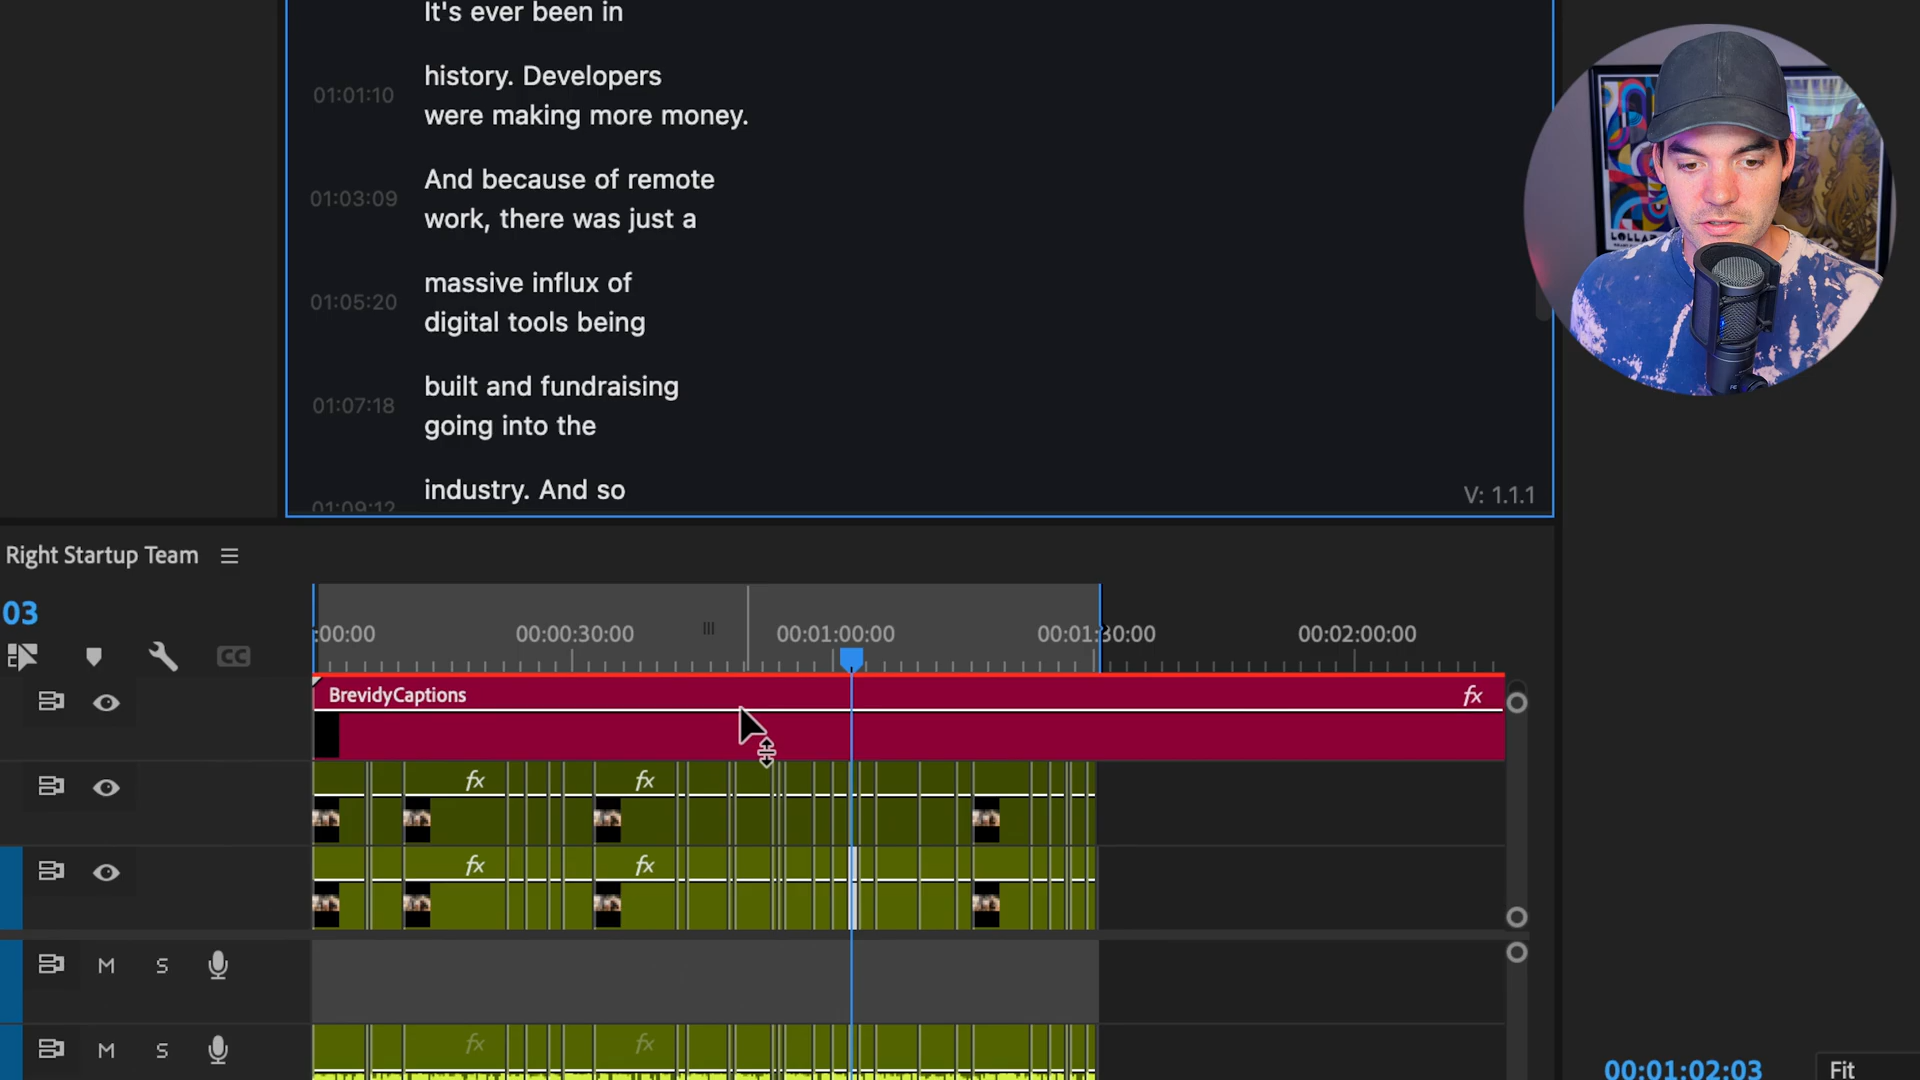 It's ever been in
01:01:10
history. Developers
were making more money.
01:03:09
And because of remote
work, there was just a
01:05:20
massive influx of
digital tools being
01:07:18
built and fundraising
going into the
01:09:12
industry. And so
V: 1.1.1
Right Startup Team
03
:00:00
00:00:30:00
00:01:00:00
00:01:30:00
00:02:00:00
CC
BrevidyCaptions
fx
fx
fx
fx
fx
M
S
fx
fx
M
S
00:01:02:03
Fit